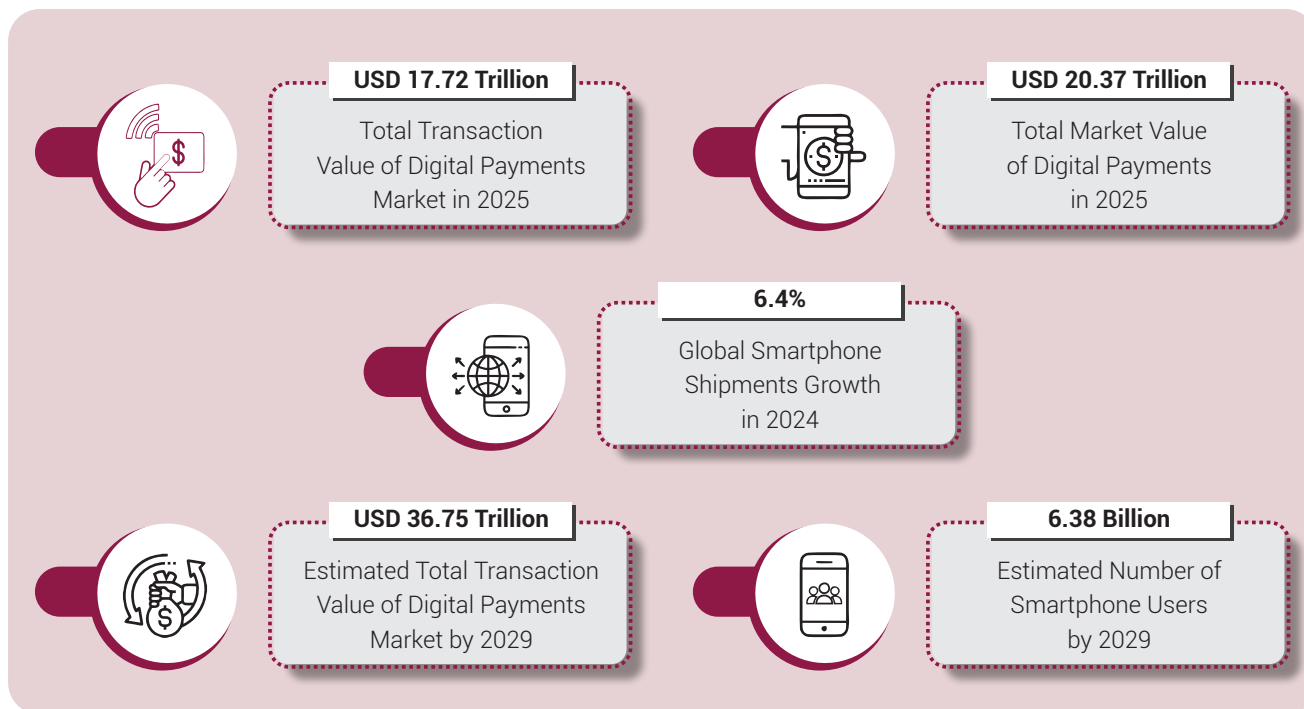 USD 17.72 Trillion
Total Transaction
Value of Digital Payments
Market in 2025
USD 20.37 Trillion
Total Market Value
of Digital Payments
in 2025
6.4%
Global Smartphone
Shipments Growth
in 2024
USD 36.75 Trillion
Estimated Total Transaction
Value of Digital Payments
Market by 2029
6.38 Billion
Estimated Number of
Smartphone Users
by 2029